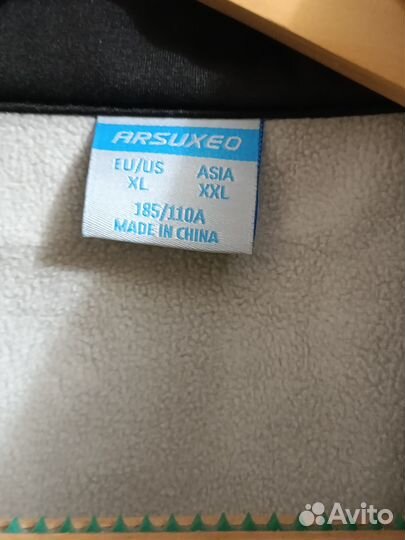 ARSUXEO
EU/US ASIA
XL XXL
185/110A
MADE IN CHINA
Avito